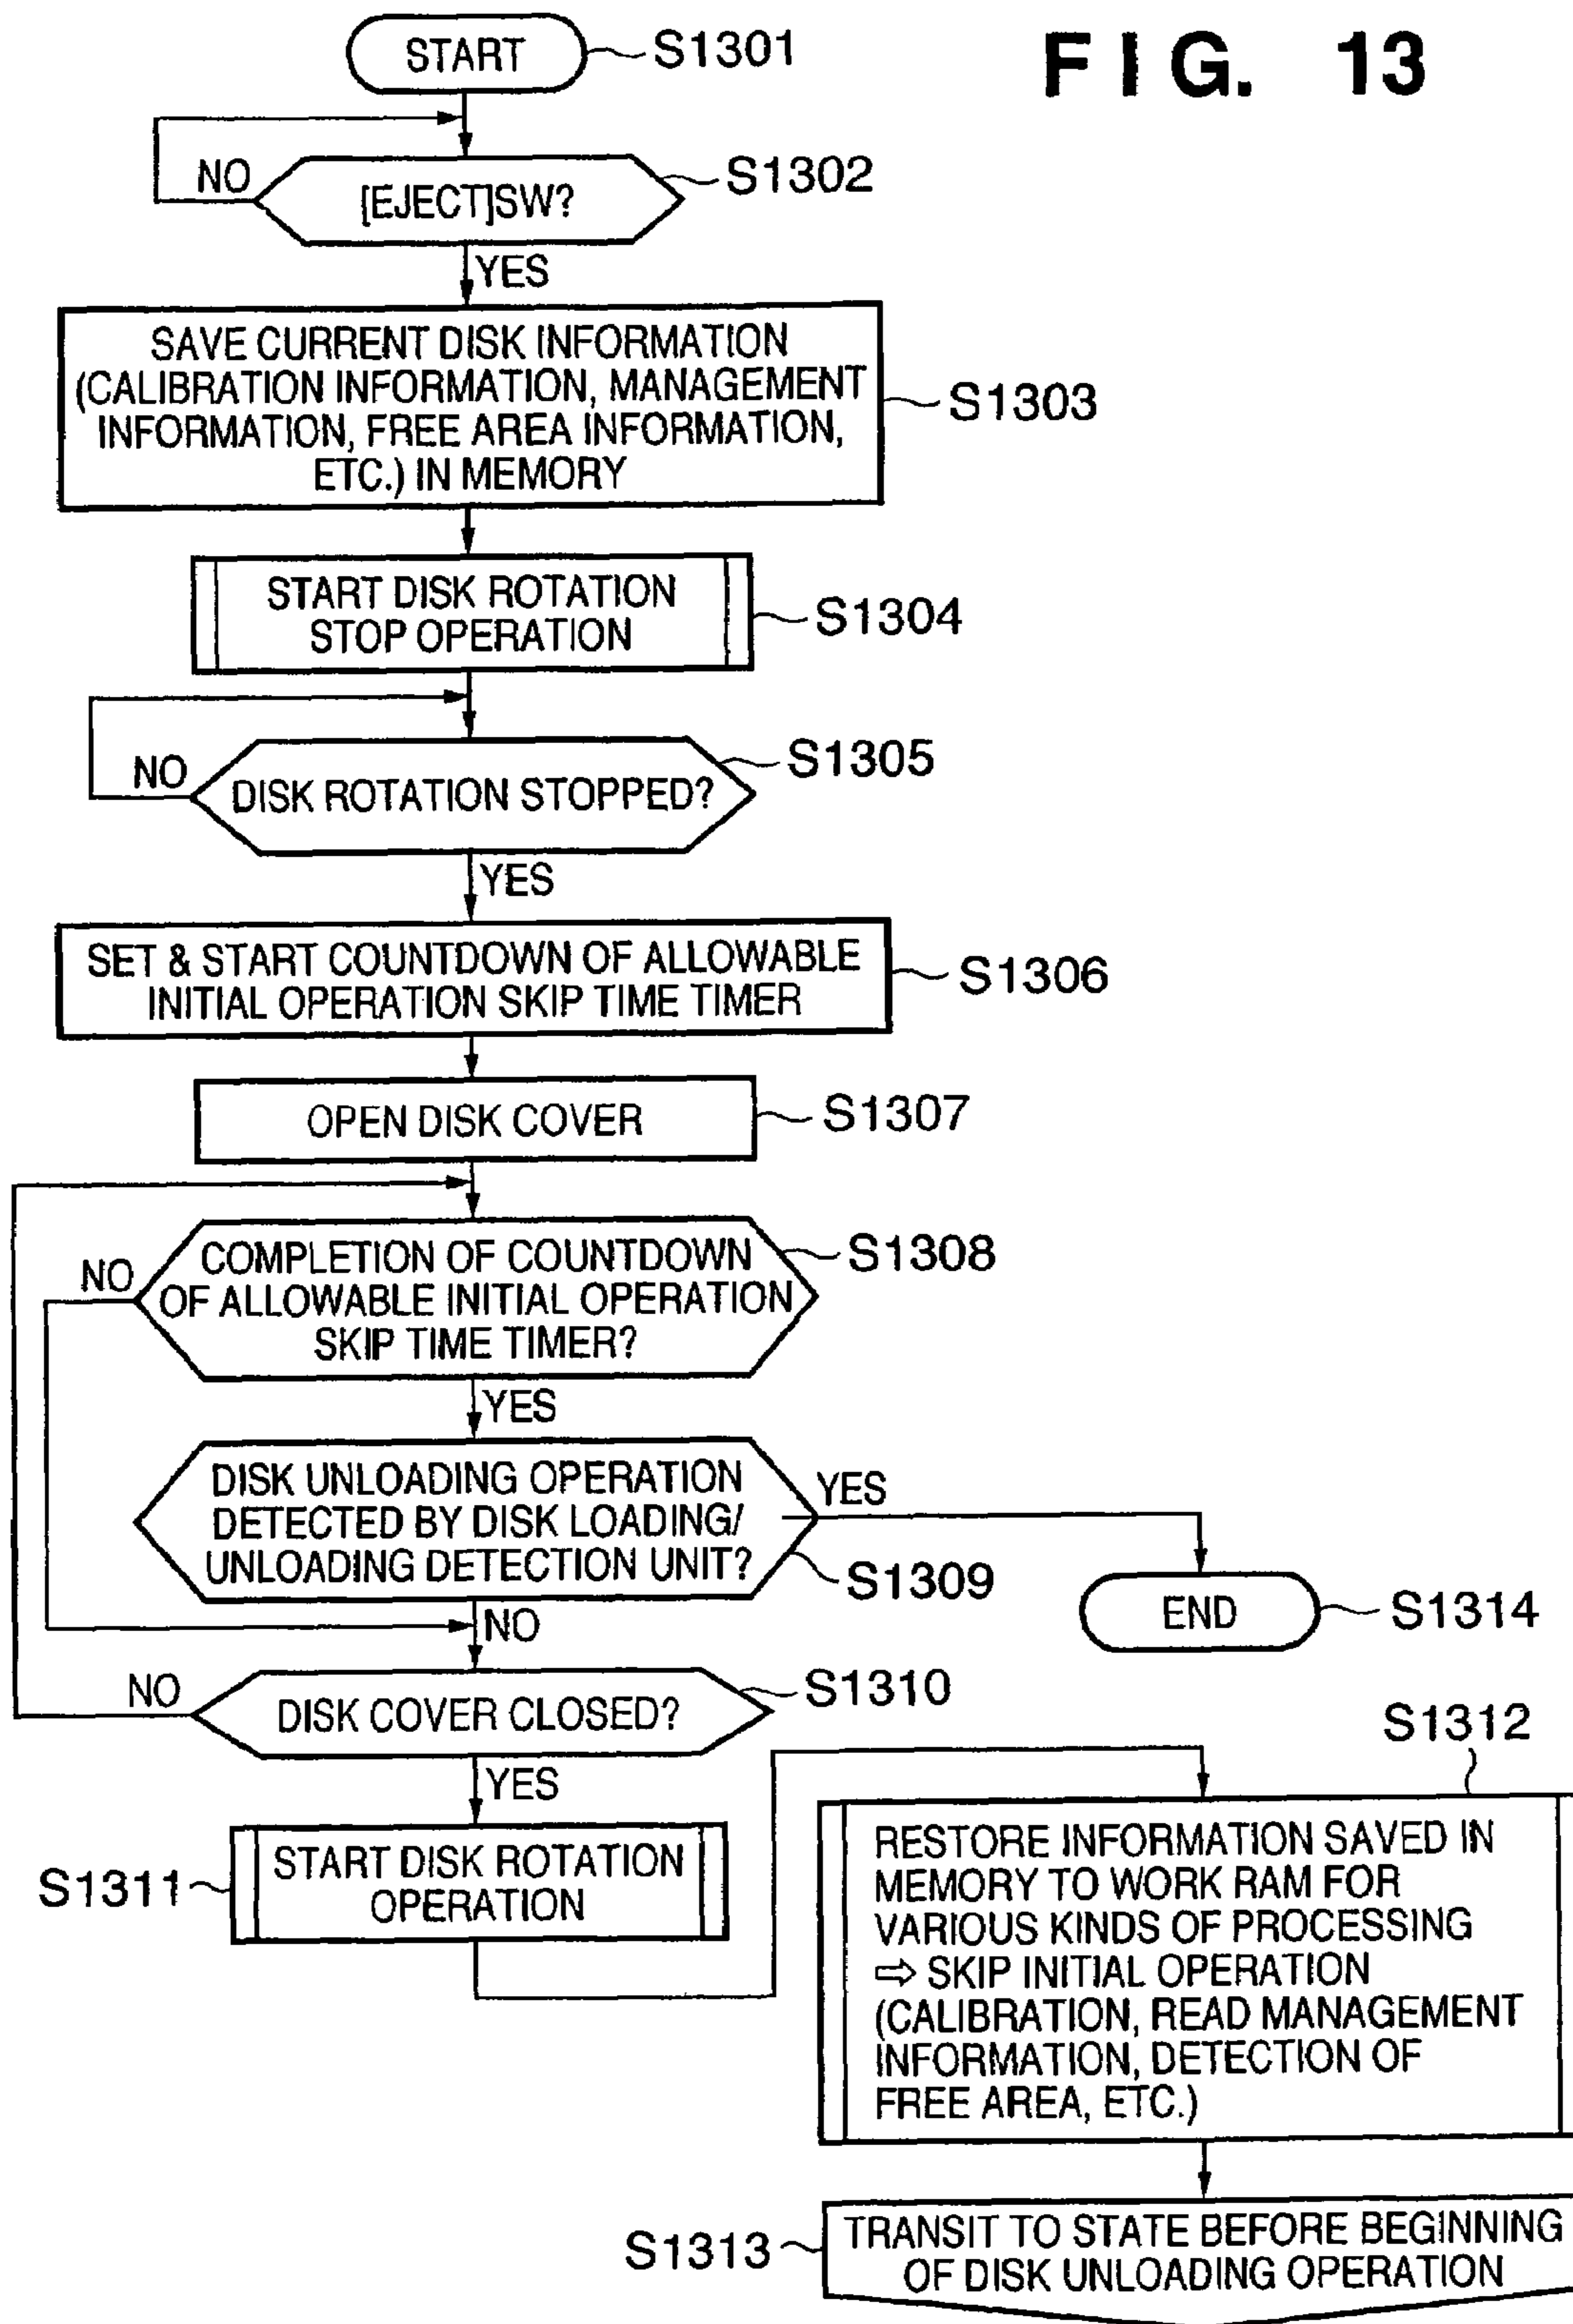 FIG. 13
START
S1301
NO
[EJECT]SW?
S1302
YES
SAVE CURRENT DISK INFORMATION
(CALIBRATION INFORMATION, MANAGEMENT
INFORMATION, FREE AREA INFORMATION,
ETC.) IN MEMORY
S1303
START DISK ROTATION
STOP OPERATION
S1304
NO
DISK ROTATION STOPPED?
S1305
YES
SET & START COUNTDOWN OF ALLOWABLE
INITIAL OPERATION SKIP TIME TIMER
S1306
OPEN DISK COVER
S1307
NO
COMPLETION OF COUNTDOWN
OF ALLOWABLE INITIAL OPERATION
SKIP TIME TIMER?
S1308
YES
DISK UNLOADING OPERATION
DETECTED BY DISK LOADING/
UNLOADING DETECTION UNIT?
S1309
YES
END
S1314
NO
NO
DISK COVER CLOSED?
S1310
YES
S1311
START DISK ROTATION
OPERATION
S1312
RESTORE INFORMATION SAVED IN
MEMORY TO WORK RAM FOR
VARIOUS KINDS OF PROCESSING
⇨ SKIP INITIAL OPERATION
(CALIBRATION, READ MANAGEMENT
INFORMATION, DETECTION OF
FREE AREA, ETC.)
S1313
TRANSIT TO STATE BEFORE BEGINNING
OF DISK UNLOADING OPERATION